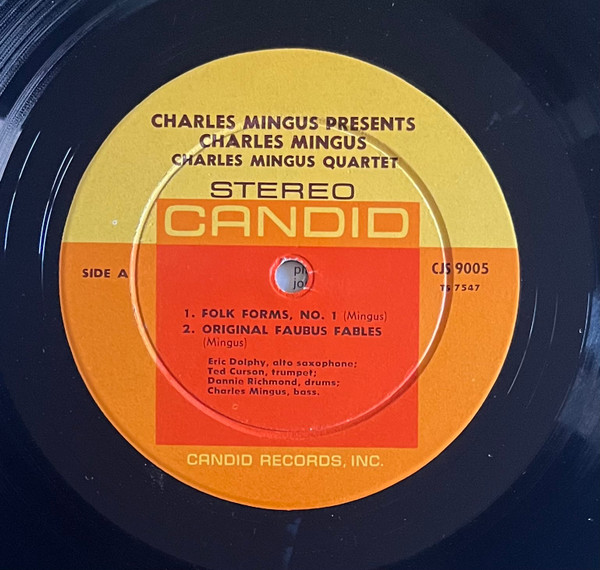 CHARLES MINGUS PRESENTS
CHARLES MINGUS
CHARLES MINGUS QUARTET
STEREO
CANDID
SIDE A
CJS 9005
TS 7547
1. FOLK FORMS, NO. 1 (Mingus)
2. ORIGINAL FAUBUS FABLES
(Mingus)
Eric Dolphy, alto saxophone;
Ted Curson, trumpet;
Dannie Richmond, drums;
Charles Mingus, bass.
CANDID RECORDS, INC.